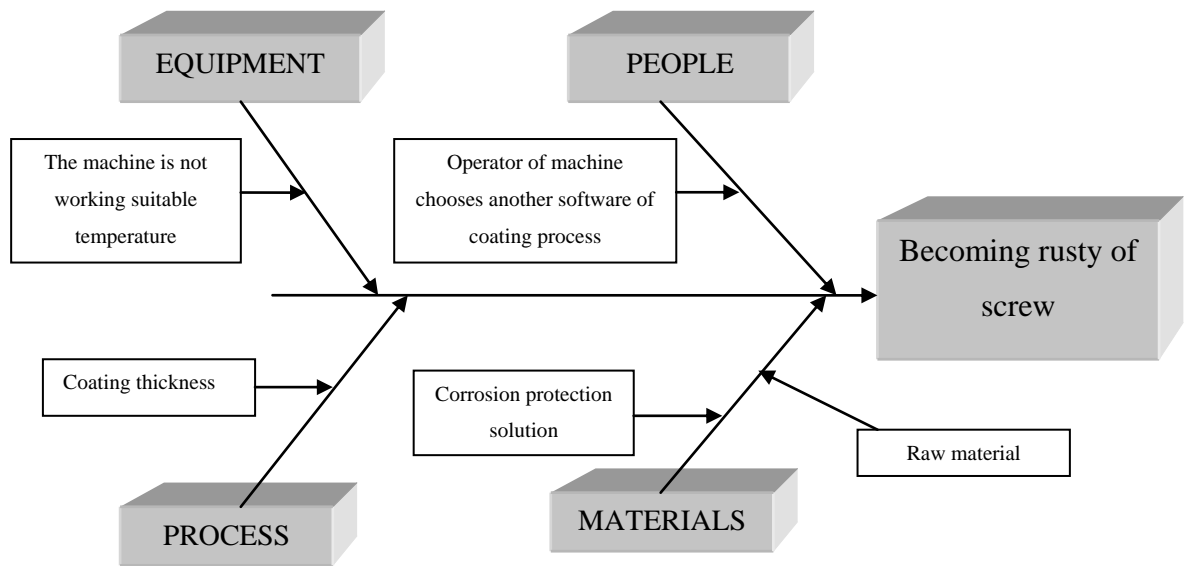 EQUIPMENT
PEOPLE
The machine is not
working suitable
temperature
Operator of machine
chooses another software of
coating process
Becoming rusty of
screw
Coating thickness
Corrosion protection
solution
Raw material
PROCESS
MATERIALS